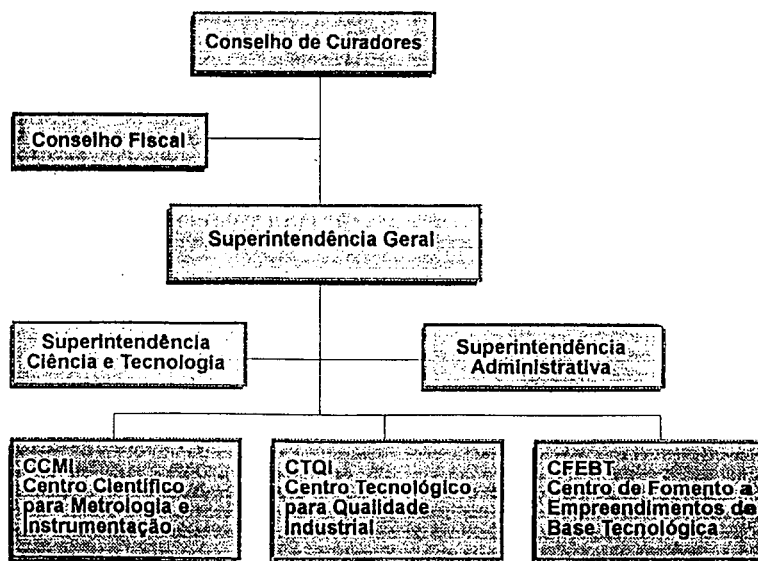 Conselho de Curadores
Conselho Fiscal
Superintendência Geral
Superintendência
Ciência e Tecnologia
Superintendência
Administrativa
CCMI
Centro Científico
para Metrologia e
Instrumentação
CTQI
Centro Tecnológico
para Qualidade
Industrial
CFEBT
Centro de Fomento a
Empreendimentos de
Base Tecnológica